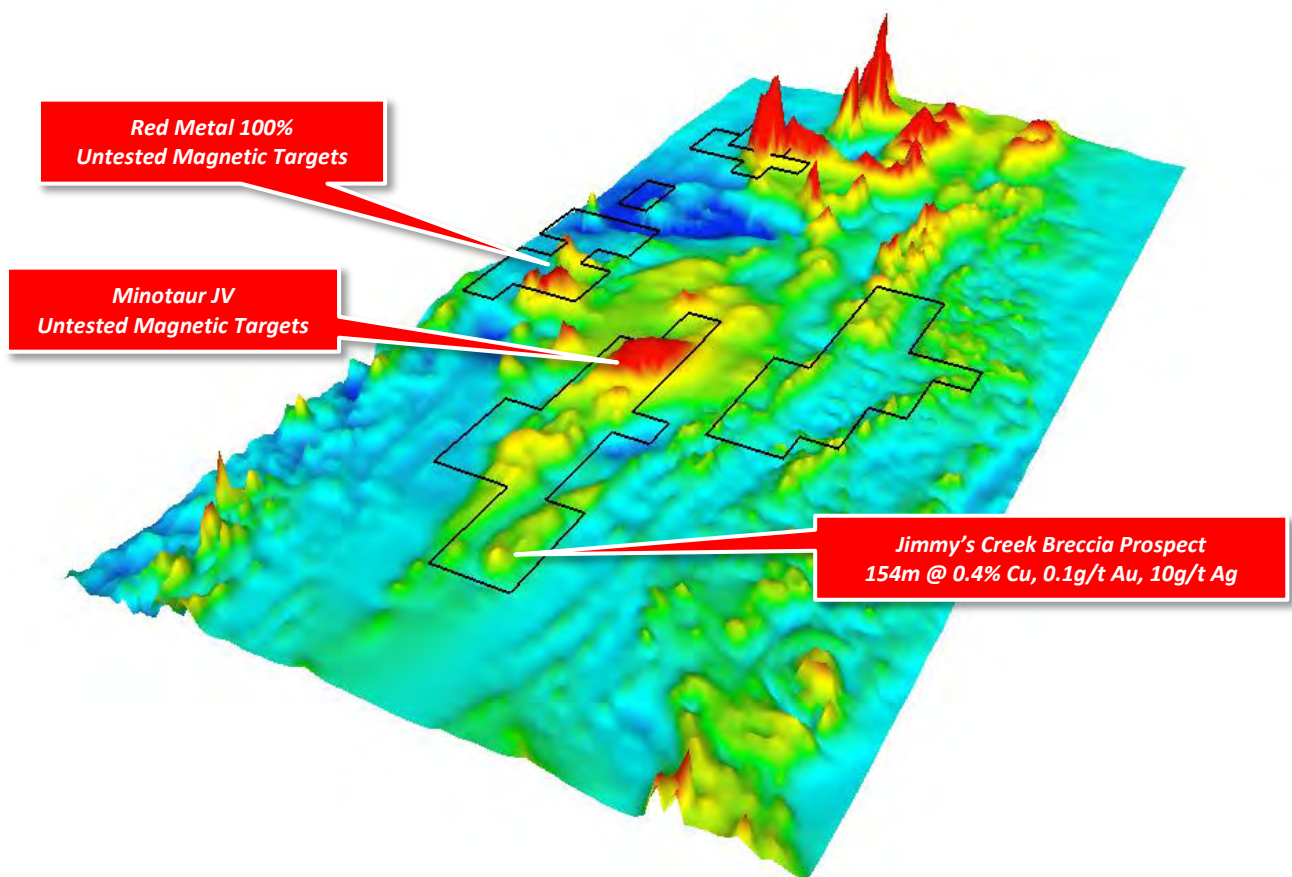 Red Metal 100%
Untested Magnetic Targets
Minotaur JV
Untested Magnetic Targets
Jimmy’s Creek Breccia Prospect
154m @ 0.4% Cu, 0.1g/t Au, 10g/t Ag